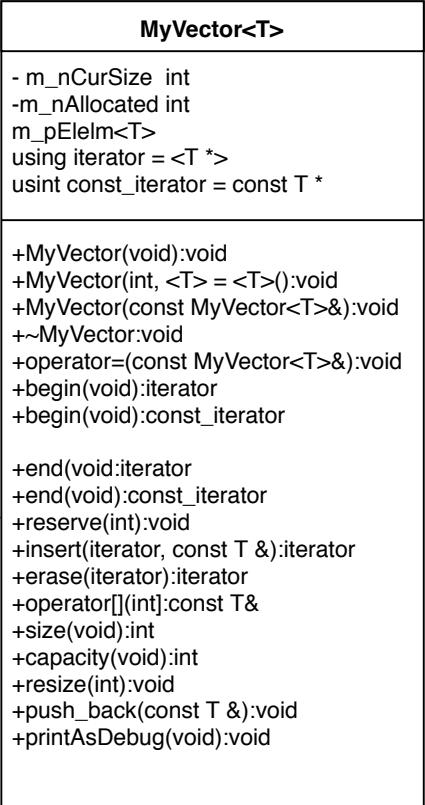 MyVector<T>
- m_nCurSize  int
-m_nAllocated int
m_pElelm<T>
using iterator = <T *>
usint const_iterator = const T *
+MyVector(void):void
+MyVector(int, <T> = <T>():void
+MyVector(const MyVector<T>&):void
+~MyVector:void
+operator=(const MyVector<T>&):void
+begin(void):iterator
+begin(void):const_iterator
+end(void:iterator
+end(void):const_iterator
+reserve(int):void
+insert(iterator, const T &):iterator
+erase(iterator):iterator
+operator[](int]:const T&
+size(void):int
+capacity(void):int
+resize(int):void
+push_back(const T &):void
+printAsDebug(void):void